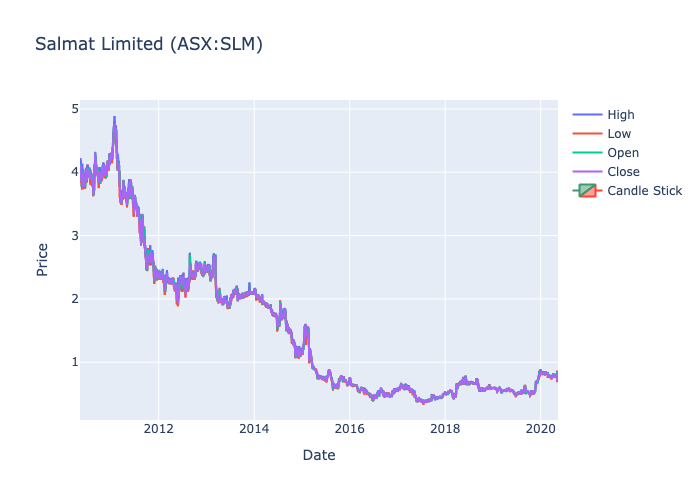 Salmat Limited (ASX:SLM)
5
4
3
2
1
Price
2012
2014
2016
2018
2020
Date
High
Low
Open
Close
Candle Stick